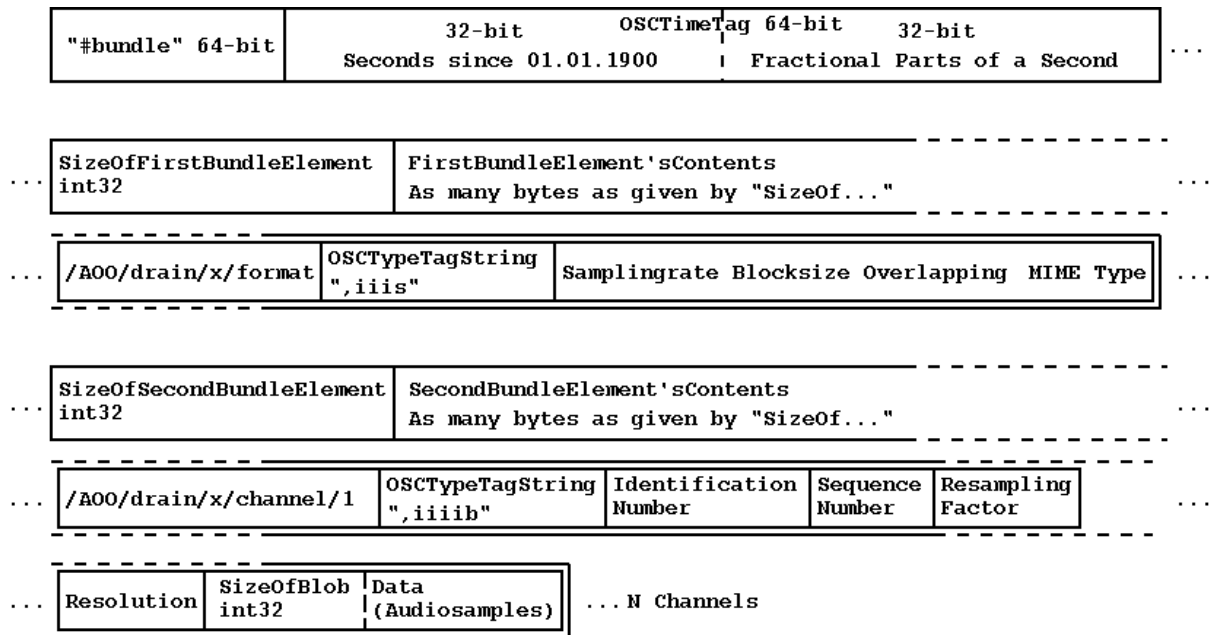 "#bundle" 64-bit
OSCTimeTag 64-bit
32-bit
32-bit
Seconds since 01.01.1900
Fractional Parts of a Second
...
...
SizeOfFirstBundleElement
int32
FirstBundleElement'sContents
As many bytes as given by "SizeOf..."
...
...
/AOO/drain/x/format
OSCTypeTagString
",iiis"
Samplingrate Blocksize Overlapping MIME Type
...
...
SizeOfSecondBundleElement
int32
SecondBundleElement'sContents
As many bytes as given by "SizeOf..."
...
...
/AOO/drain/x/channel/1
OSCTypeTagString
",iiiib"
Identification
Number
Sequence
Number
Resampling
Factor
...
...
Resolution
SizeOfBlob
int32
Data
(Audiosamples)
...N Channels